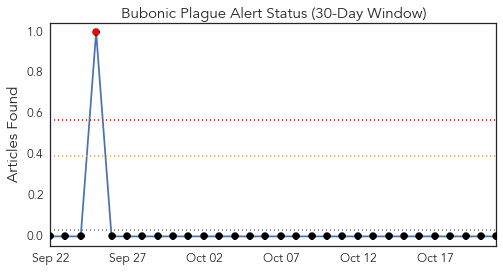 Bubonic Plague Alert Status (30-Day Window)
Articles Found
1.0
0.8
0.6
0.4
0.2
0.0
Sep 22 Sep 27 Oct 02 Oct 07 Oct 12 Oct 17